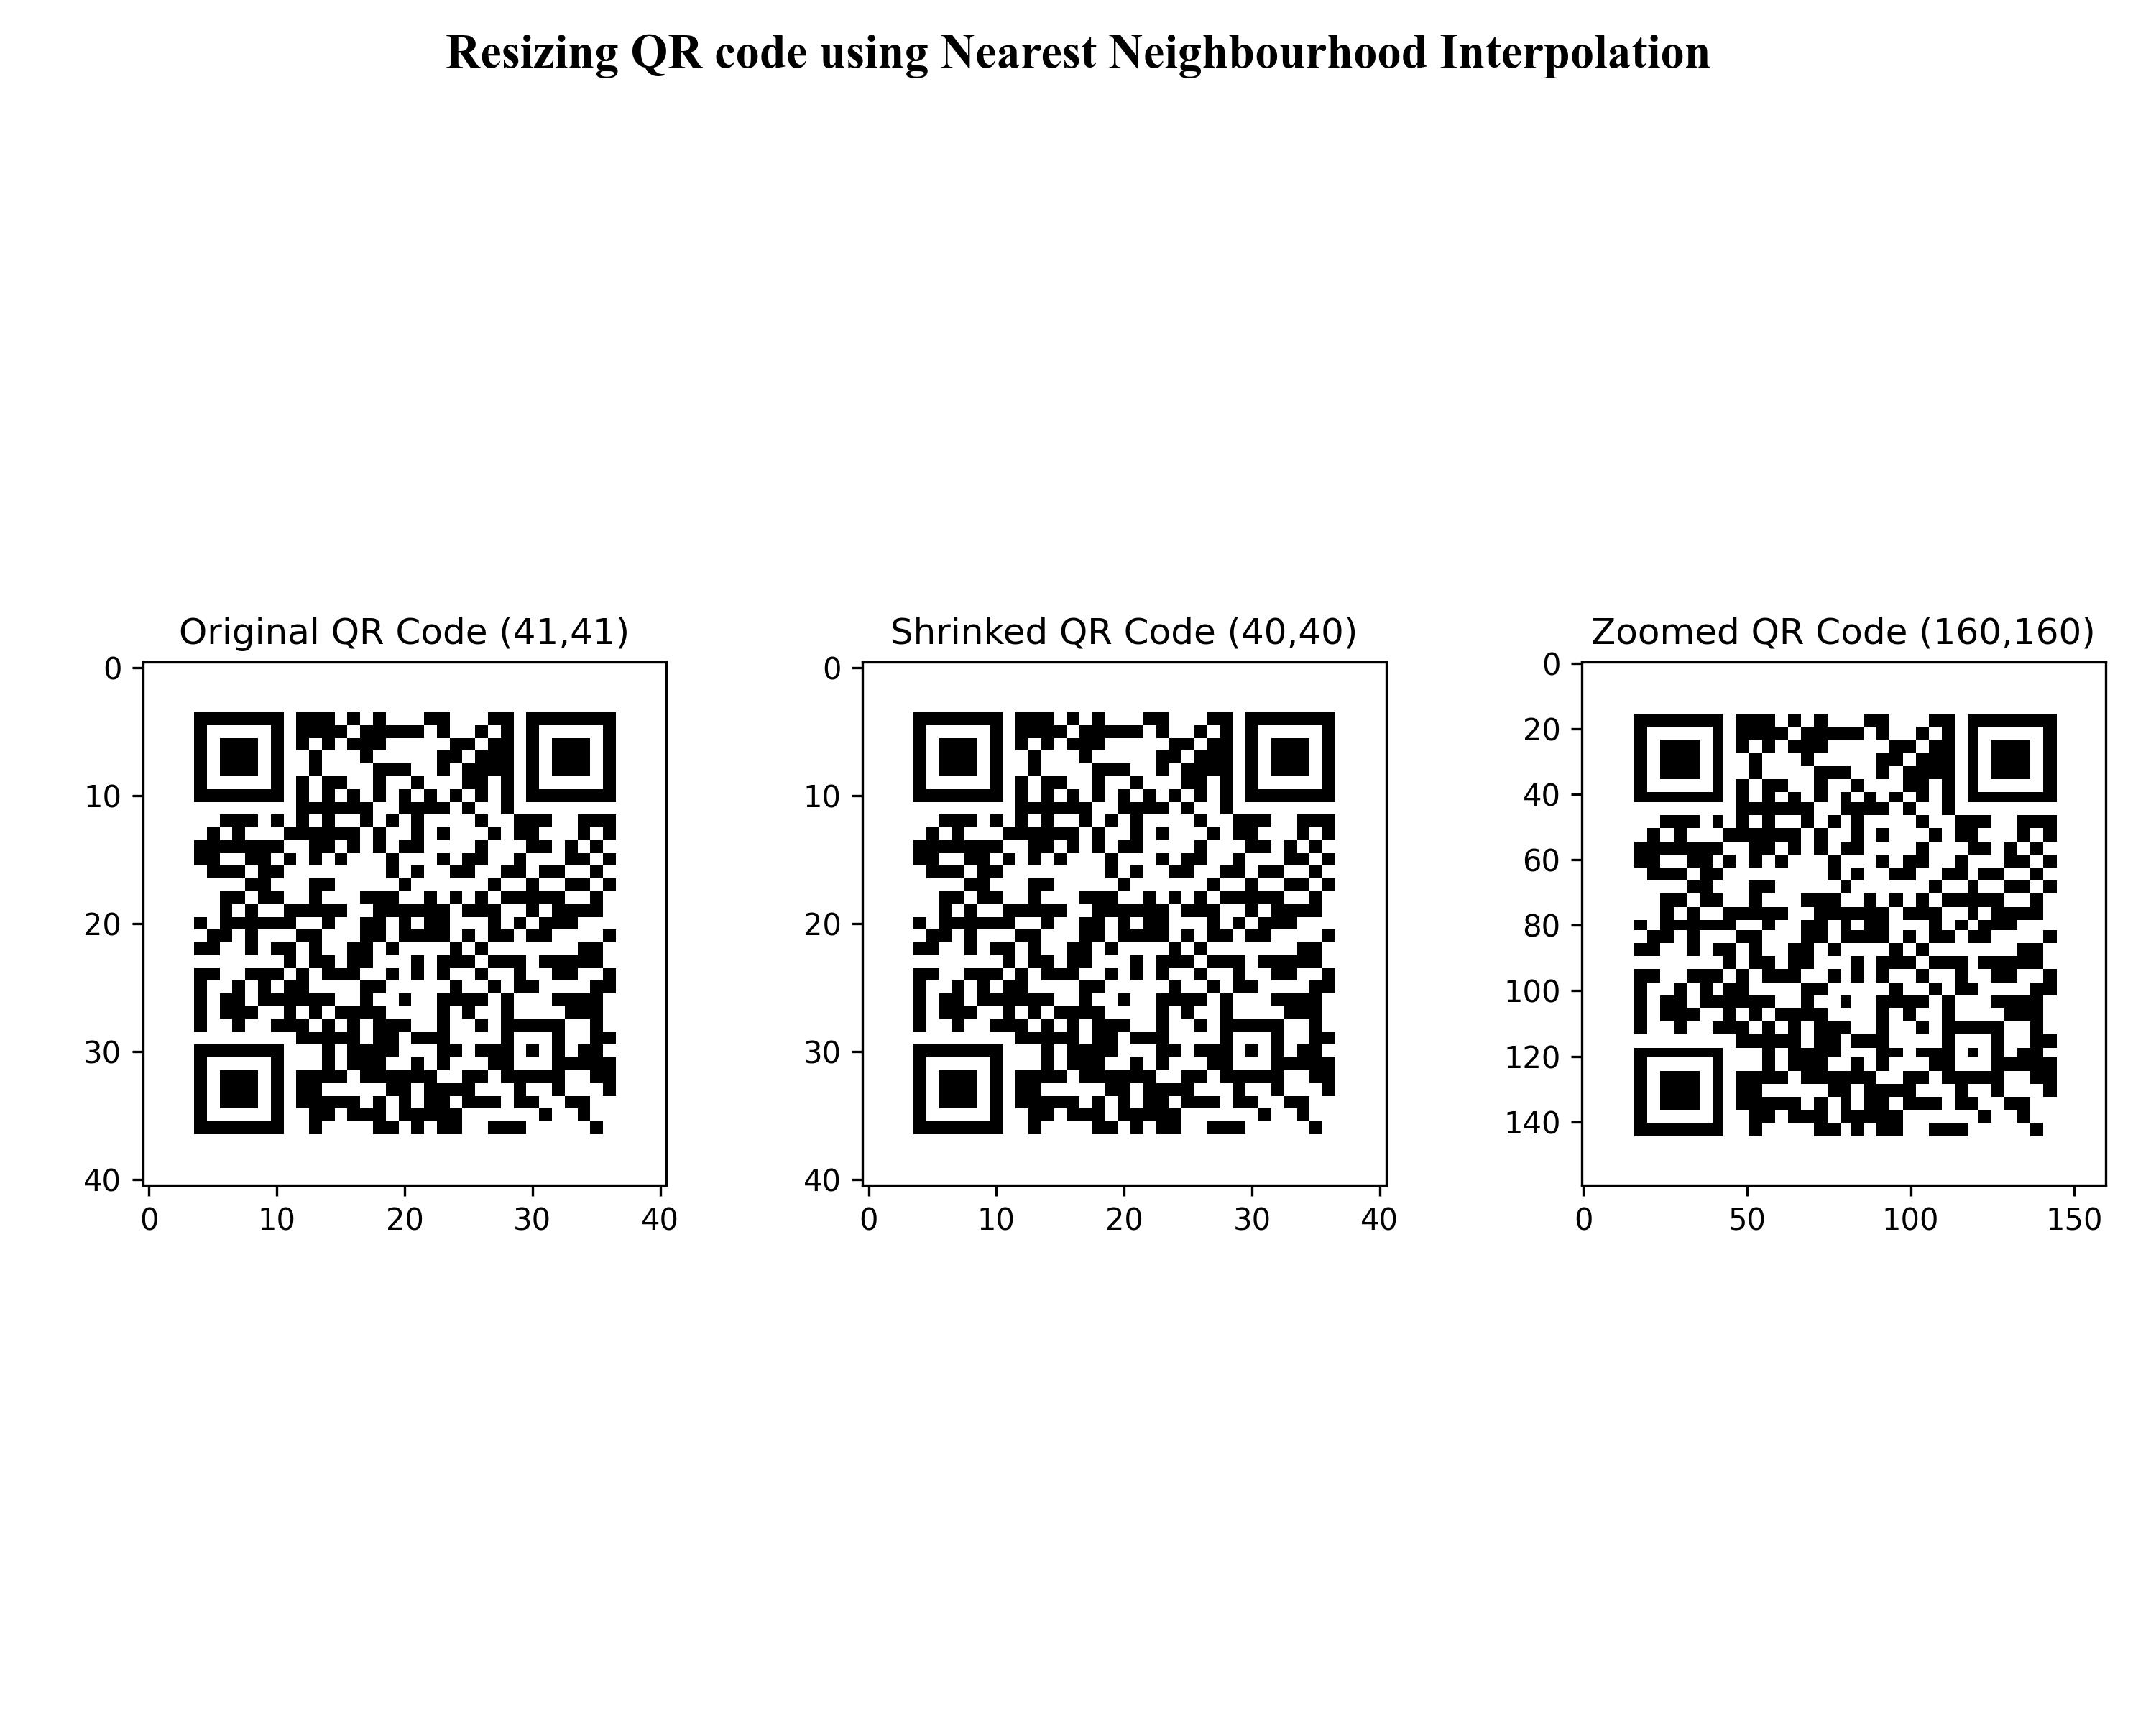 Resizing QR code using Nearest Neighbourhood Interpolation
Original QR Code (41,41)
0
10
20
30
40
0 10 20 30 40
Shrinked QR Code (40,40)
0
10
20
30
40
0 10 20 30 40
Zoomed QR Code (160,160)
0
20
40
60
80
100
120
140
0 50 100 150